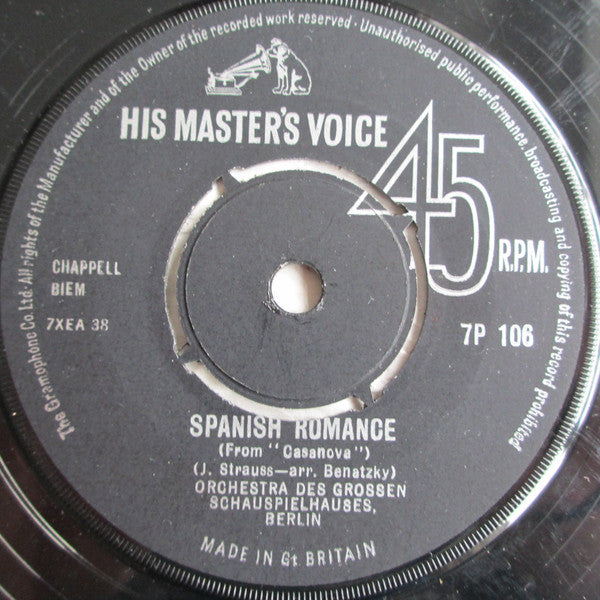 The Gramophone Co. Ltd. All rights of the Manufacturer and of the Owner of the recorded work reserved · Unauthorised public performance, broadcasting and copying of this record prohibited
HIS MASTER'S VOICE
45
R.P.M.
CHAPPELL
BIEM
7XEA 38
7P 106
SPANISH ROMANCE
(From "Casanova")
(J. Strauss—arr. Benatzky)
ORCHESTRA DES GROSSEN
SCHAUSPIELHAUSES,
BERLIN
MADE IN Gt. BRITAIN